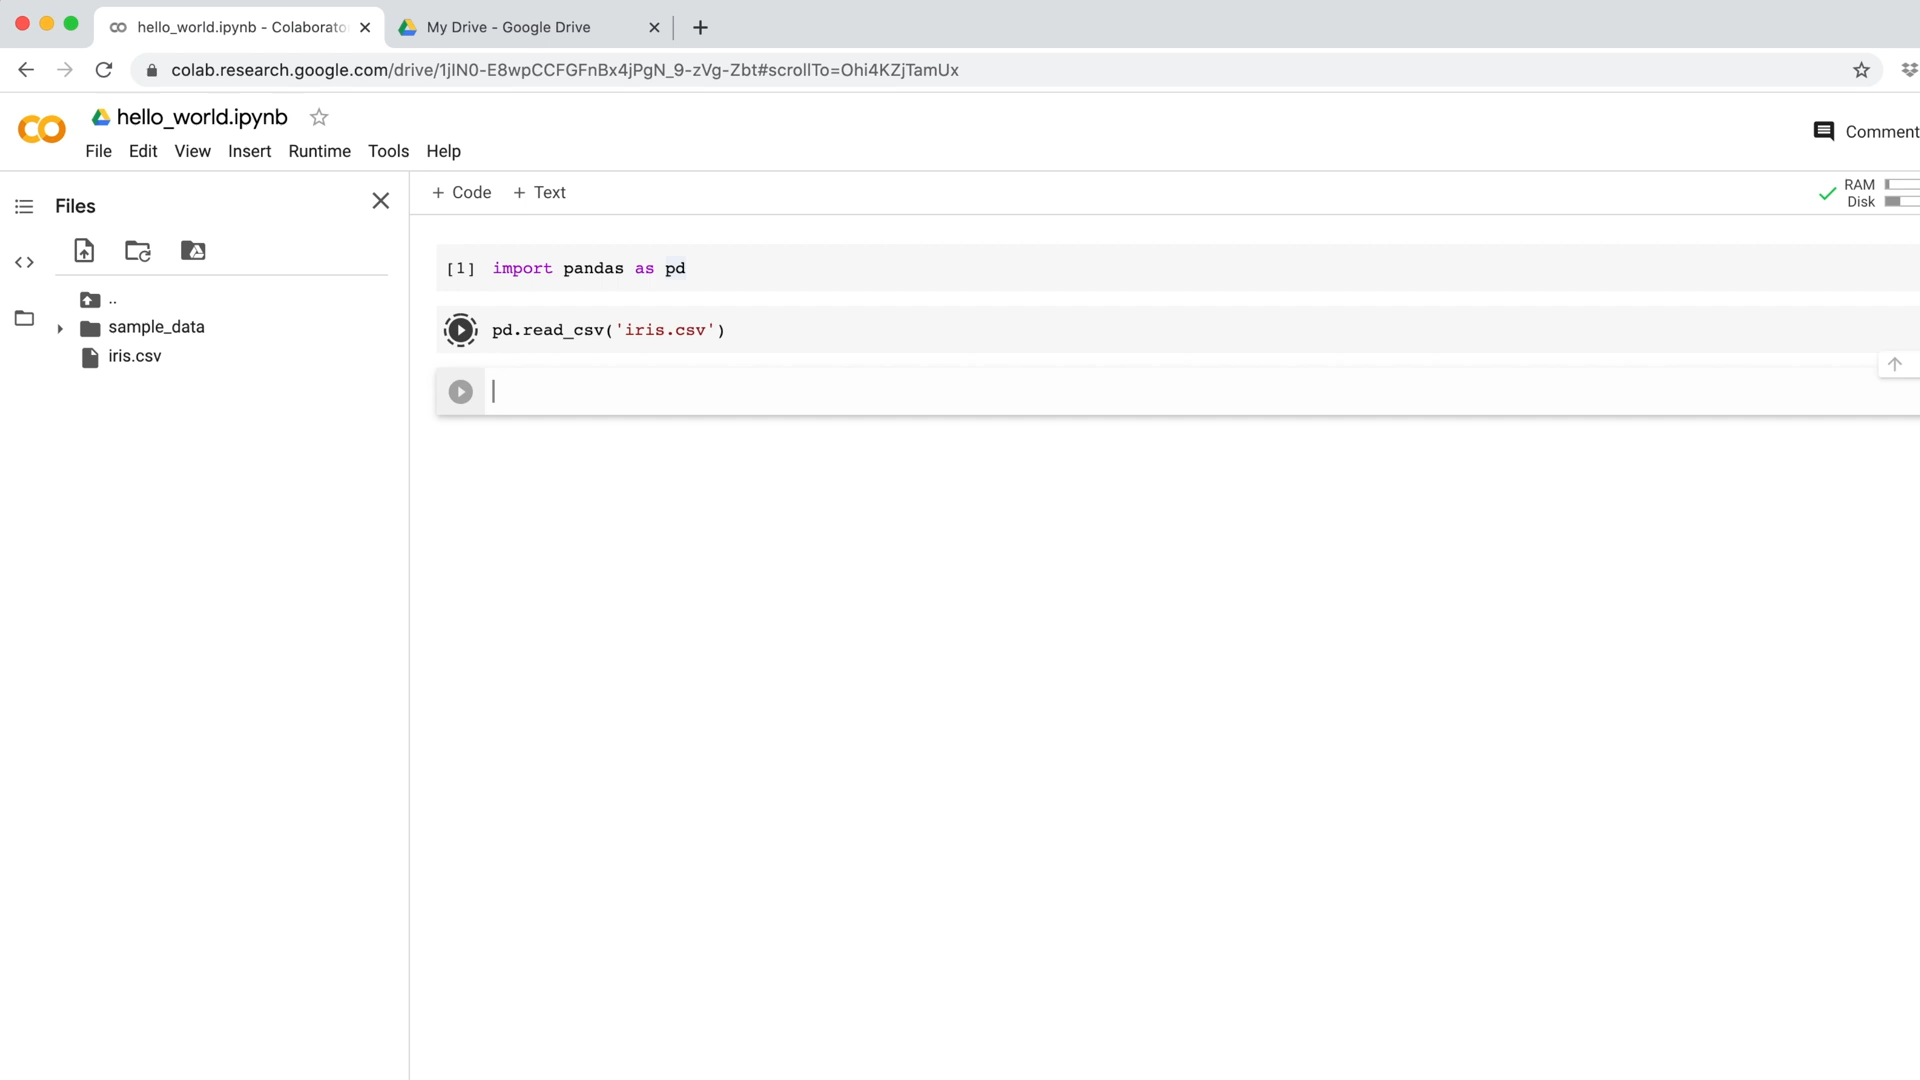 hello_world.ipynb - Colaborato
My Drive - Google Drive
colab.research.google.com/drive/1jIN0-E8wpCCFGFnBx4jPgN_9-zVg-Zbt#scrollTo=Ohi4KZjTamUx
hello_world.ipynb
Comment
File Edit View Insert Runtime Tools Help
Files
+ Code + Text
RAM
Disk
[1] import pandas as pd
..
sample_data
pd.read_csv('iris.csv')
iris.csv